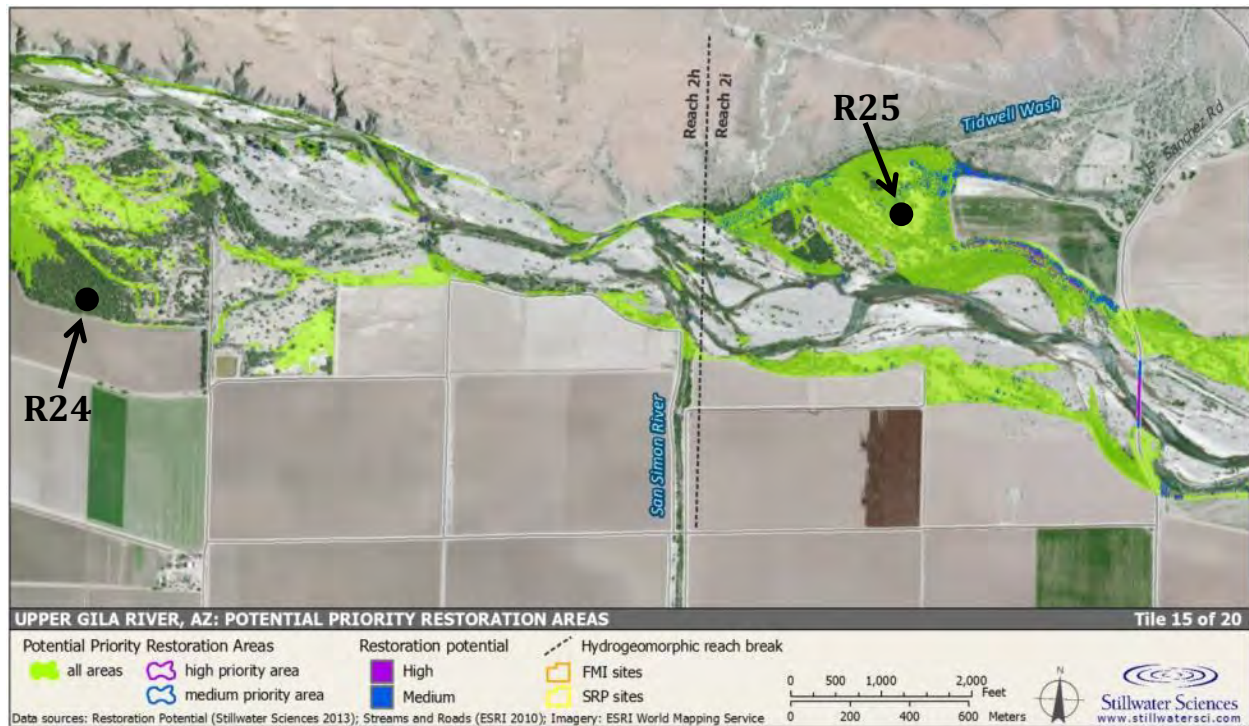 Reach 2h
Reach 2i
R25
Tidwell Wash
Sanchez Rd
R24
San Simon River
UPPER GILA RIVER, AZ: POTENTIAL PRIORITY RESTORATION AREAS
Tile 15 of 20
Potential Priority Restoration Areas
all areas
high priority area
medium priority area
Restoration potential
High
Medium
Hydrogeomorphic reach break
FMI sites
SRP sites
0 500 1,000 2,000
Feet
0 200 400 600 Meters
N
Stillwater Sciences
www.stillwatersci.com
Data sources: Restoration Potential (Stillwater Sciences 2013); Streams and Roads (ESRI 2010); Imagery: ESRI World Mapping Service